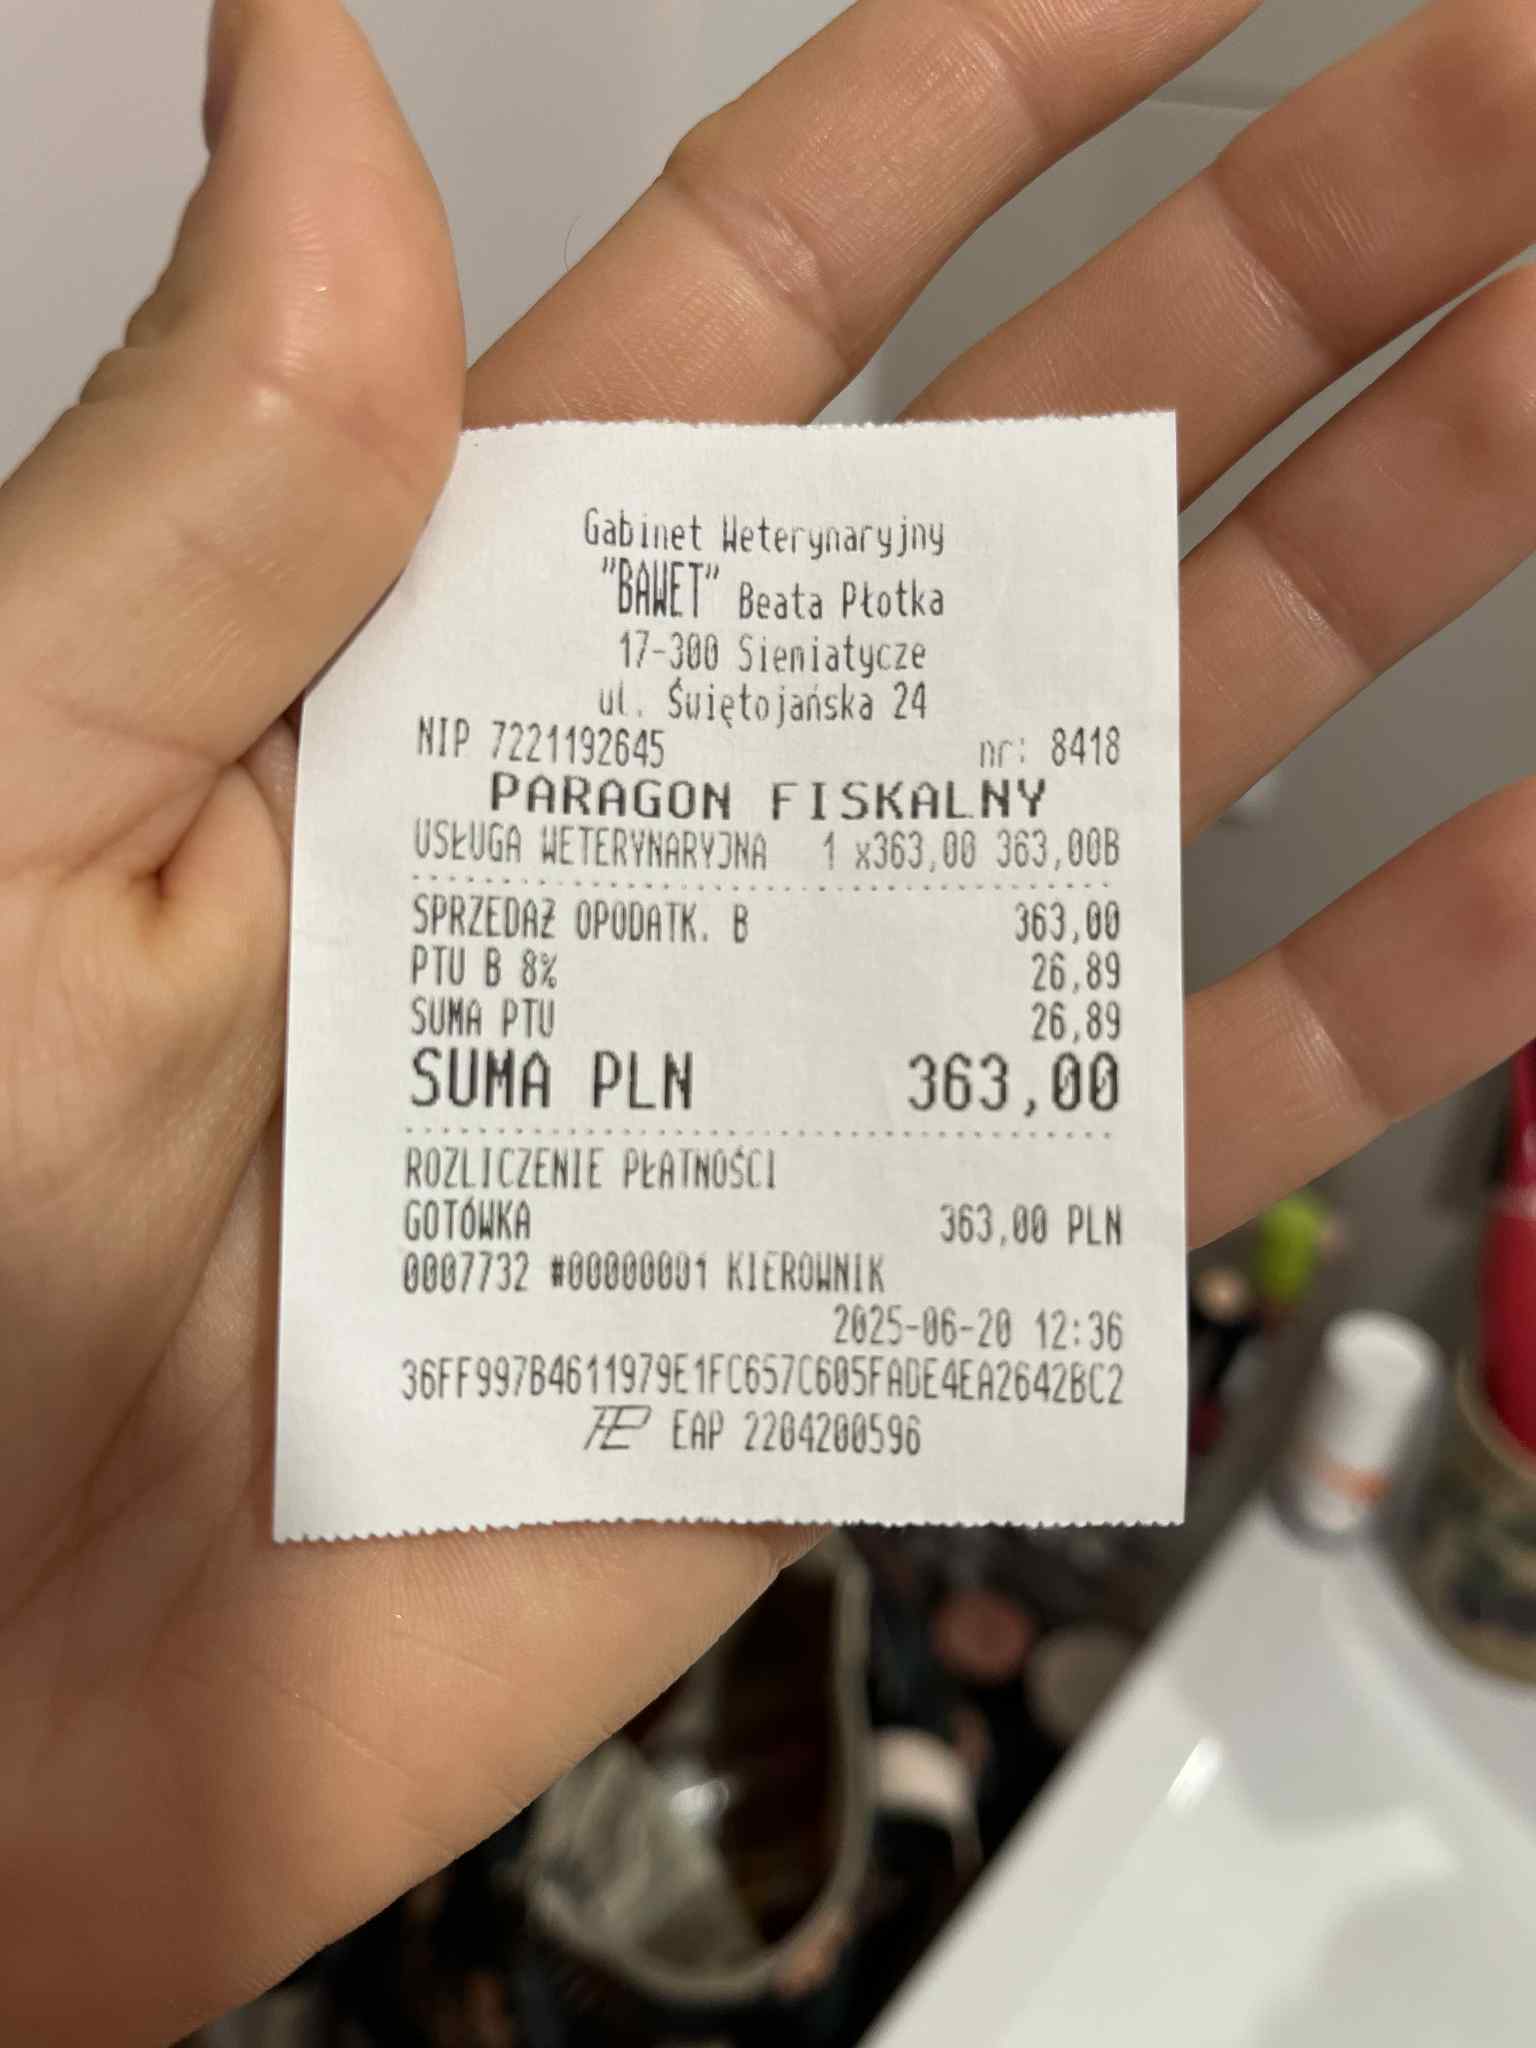 Gabinet Weterynaryjny
"BAWET" Beata Płotka
17-300 Siemiatycze
ul. Świętojańska 24
NIP 7221192645 nr: 8418
PARAGON FISKALNY
USŁUGA WETERYNARYJNA 1 x363,00 363,00B
SPRZEDAŻ OPODATK. B 363,00
PTU B 8% 26,89
SUMA PTU 26,89
SUMA PLN 363,00
ROZLICZENIE PŁATNOŚCI
GOTÓWKA 363,00 PLN
0007732 #00000001 KIEROWNIK
2025-06-20 12:36
36FF997B4611979E1FC657C605FADE4EA2642BC2
EAP 2204200596